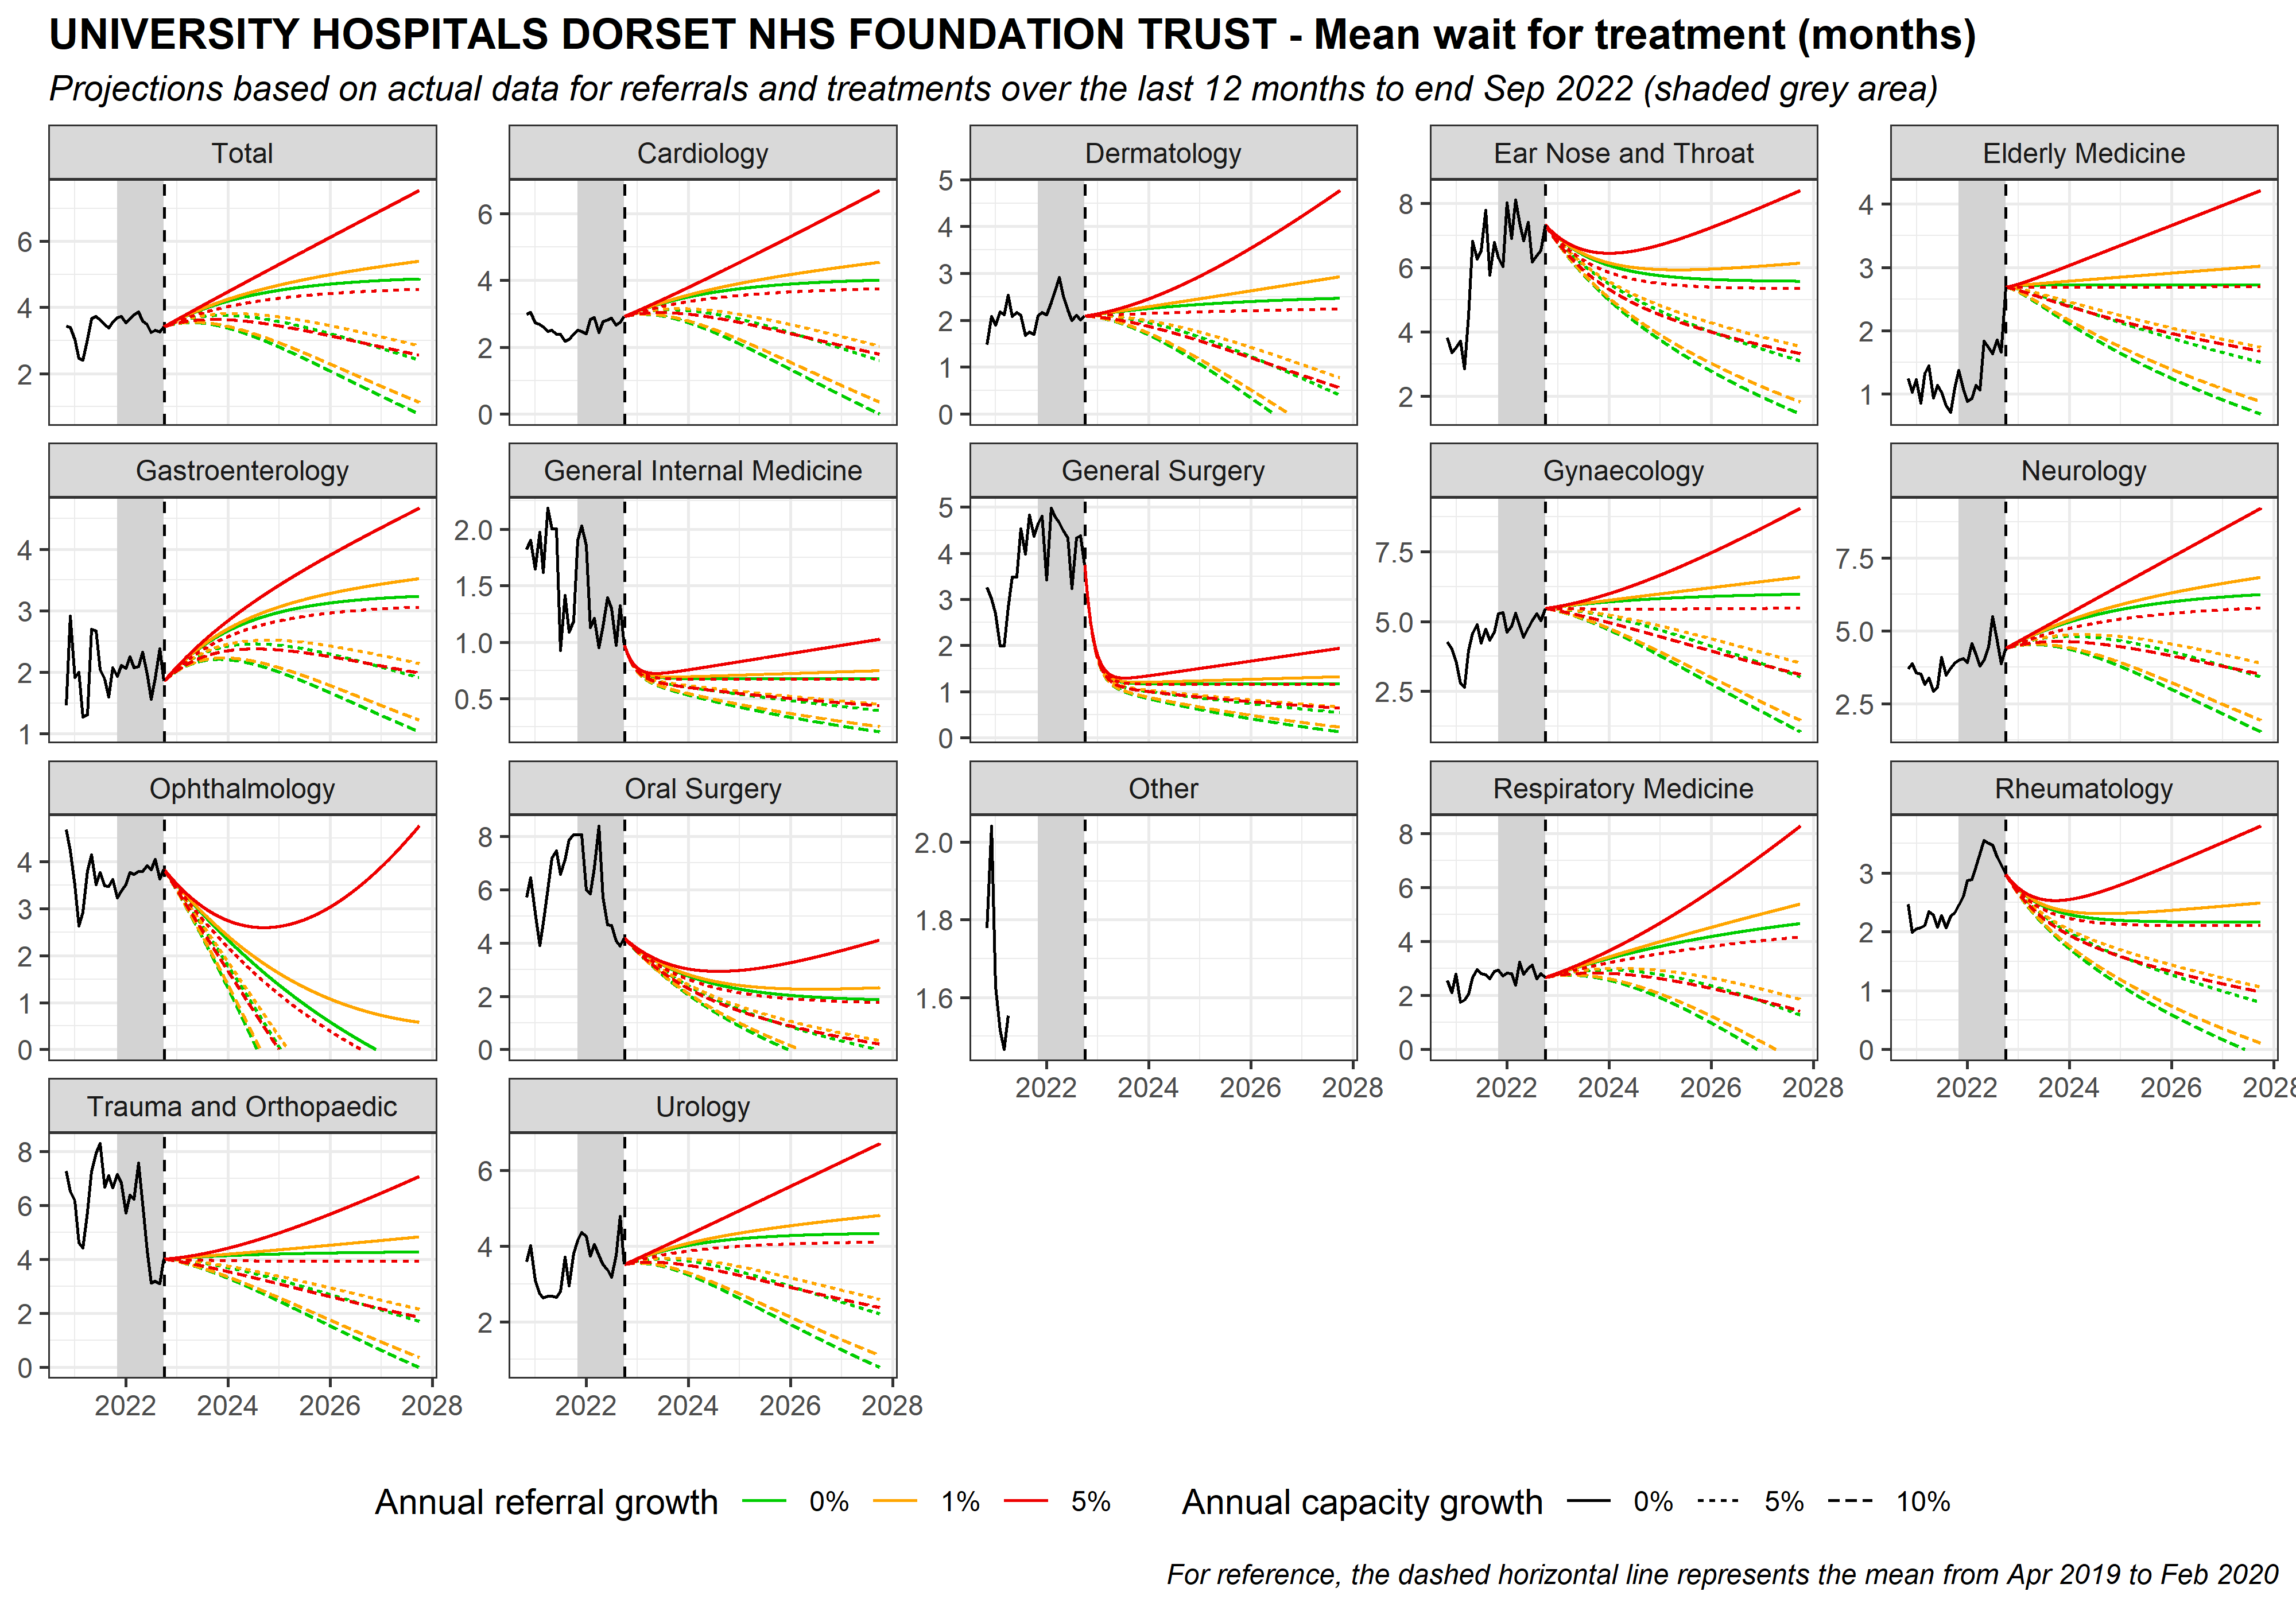 UNIVERSITY HOSPITALS DORSET NHS FOUNDATION TRUST - Mean wait for treatment (months)
Projections based on actual data for referrals and treatments over the last 12 months to end Sep 2022 (shaded grey area)
Total
6
4
2
Cardiology
6
4
2
0
Dermatology
5
4
3
2
1
0
Ear Nose and Throat
8
6
4
2
Elderly Medicine
4
3
2
1
Gastroenterology
4
3
2
1
General Internal Medicine
2.0
1.5
1.0
0.5
General Surgery
5
4
3
2
1
0
Gynaecology
7.5
5.0
2.5
Neurology
7.5
5.0
2.5
Ophthalmology
4
3
2
1
0
Oral Surgery
8
6
4
2
0
Other
2.0
1.8
1.6
2022 2024 2026 2028
Respiratory Medicine
8
6
4
2
0
2022 2024 2026 2028
Rheumatology
3
2
1
0
2022 2024 2026 2028
Trauma and Orthopaedic
8
6
4
2
0
2022 2024 2026 2028
Urology
6
4
2
2022 2024 2026 2028
Annual referral growth 0% 1% 5% Annual capacity growth 0% 5% 10%
For reference, the dashed horizontal line represents the mean from Apr 2019 to Feb 2020